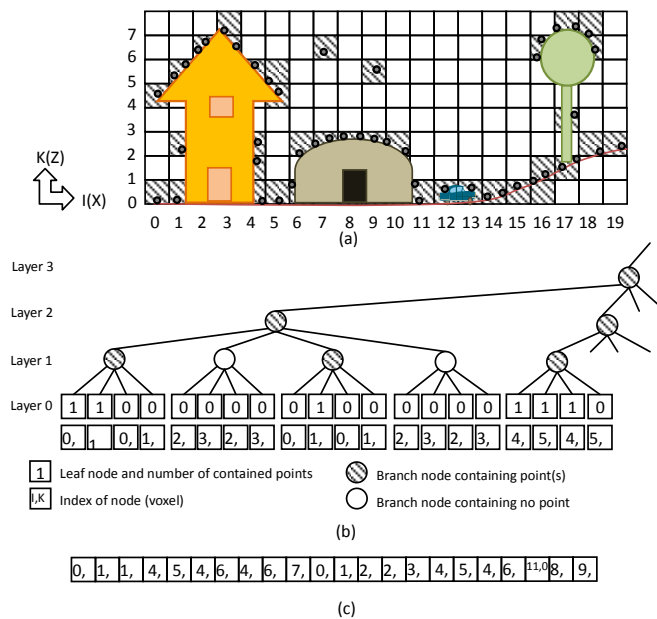 7
6
5
4
3
2
1
0
K(Z)
I(X)
0 1 2 3 4 5 6 7 8 9 10 11 12 13 14 15 16 17 18 19
(a)
Layer 3
Layer 2
Layer 1
Layer 0
1 1 0 0 0 0 0 0 0 1 0 0 0 0 0 0 1 1 1 0
0, 1 0, 1, 2, 3, 2, 3, 0, 1, 0, 1, 2, 3, 2, 3, 4, 5, 4, 5,
1 Leaf node and number of contained points
Branch node containing point(s)
I,K Index of node (voxel)
Branch node containing no point
(b)
0, 1, 1, 4, 5, 4, 6, 4, 6, 7, 0, 1, 2, 2, 3, 4, 5, 4, 6, 11,0 8, 9,
(c)